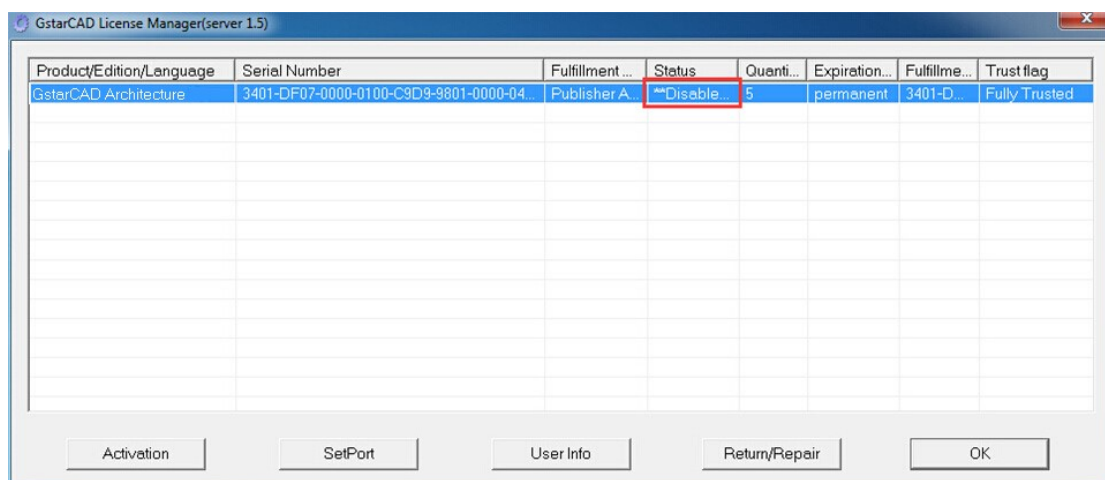 GstarCAD License Manager(server 1.5)
Product/Edition/Language Serial Number Fulfillment ... Status Quanti... Expiration... Fulfillme... Trust flag
GstarCAD Architecture 3401-DF07-0000-0100-C9D9-9801-0000-04... Publisher A... **Disable... 5 permanent 3401-D... Fully Trusted
Activation SetPort User Info Return/Repair OK